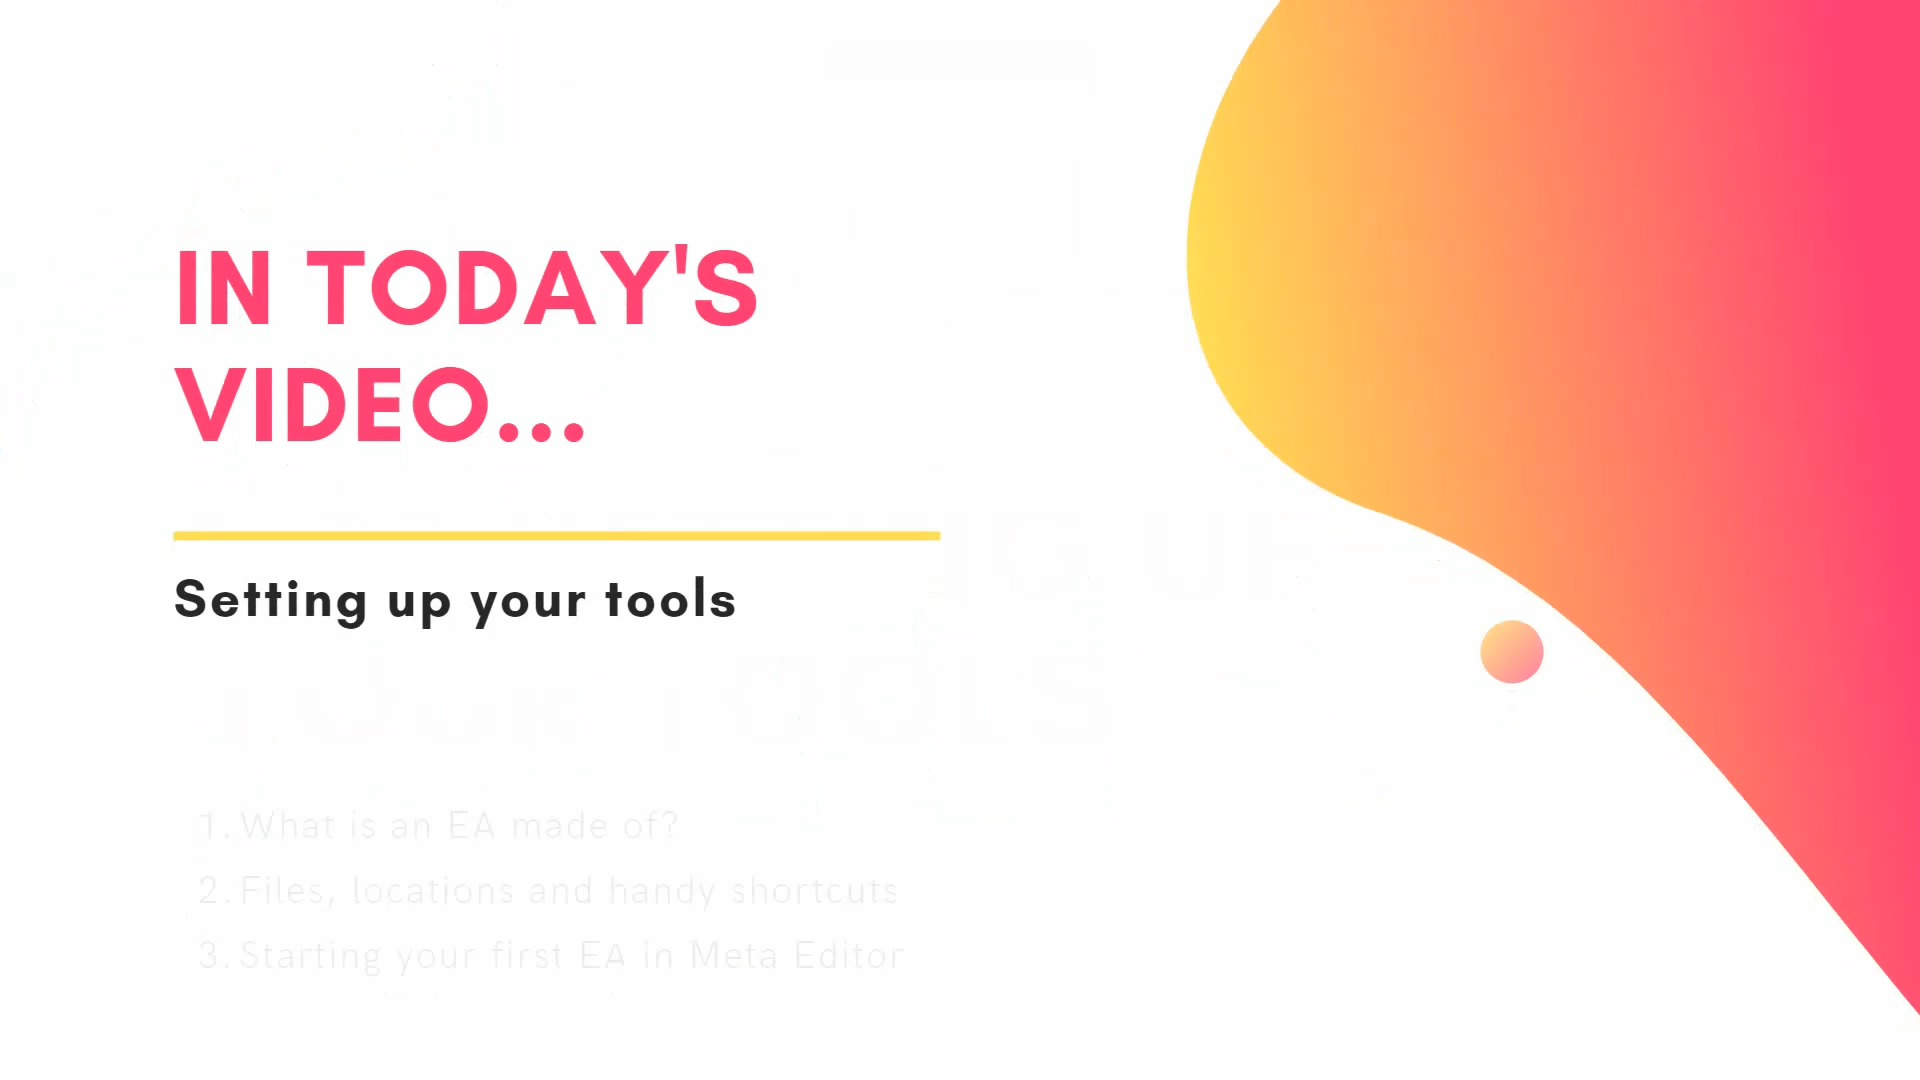 IN TODAY'S
VIDEO...
Setting up your tools
1. What is an EA made of?
2. Files, locations and handy shortcuts
3. Starting your first EA in Meta Editor